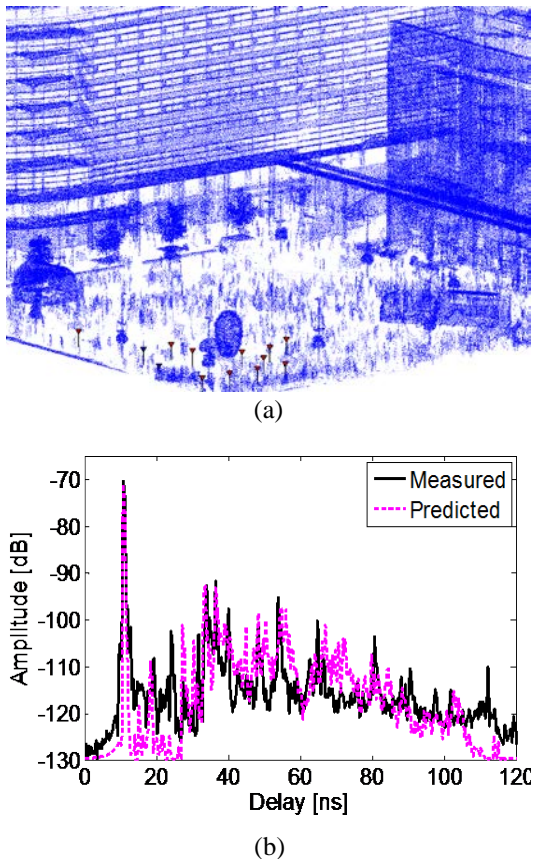 (a)
-70
-80
-90
-100
-110
-120
-130
Amplitude [dB]
Measured
Predicted
0 20 40 60 80 100 120
Delay [ns]
(b)